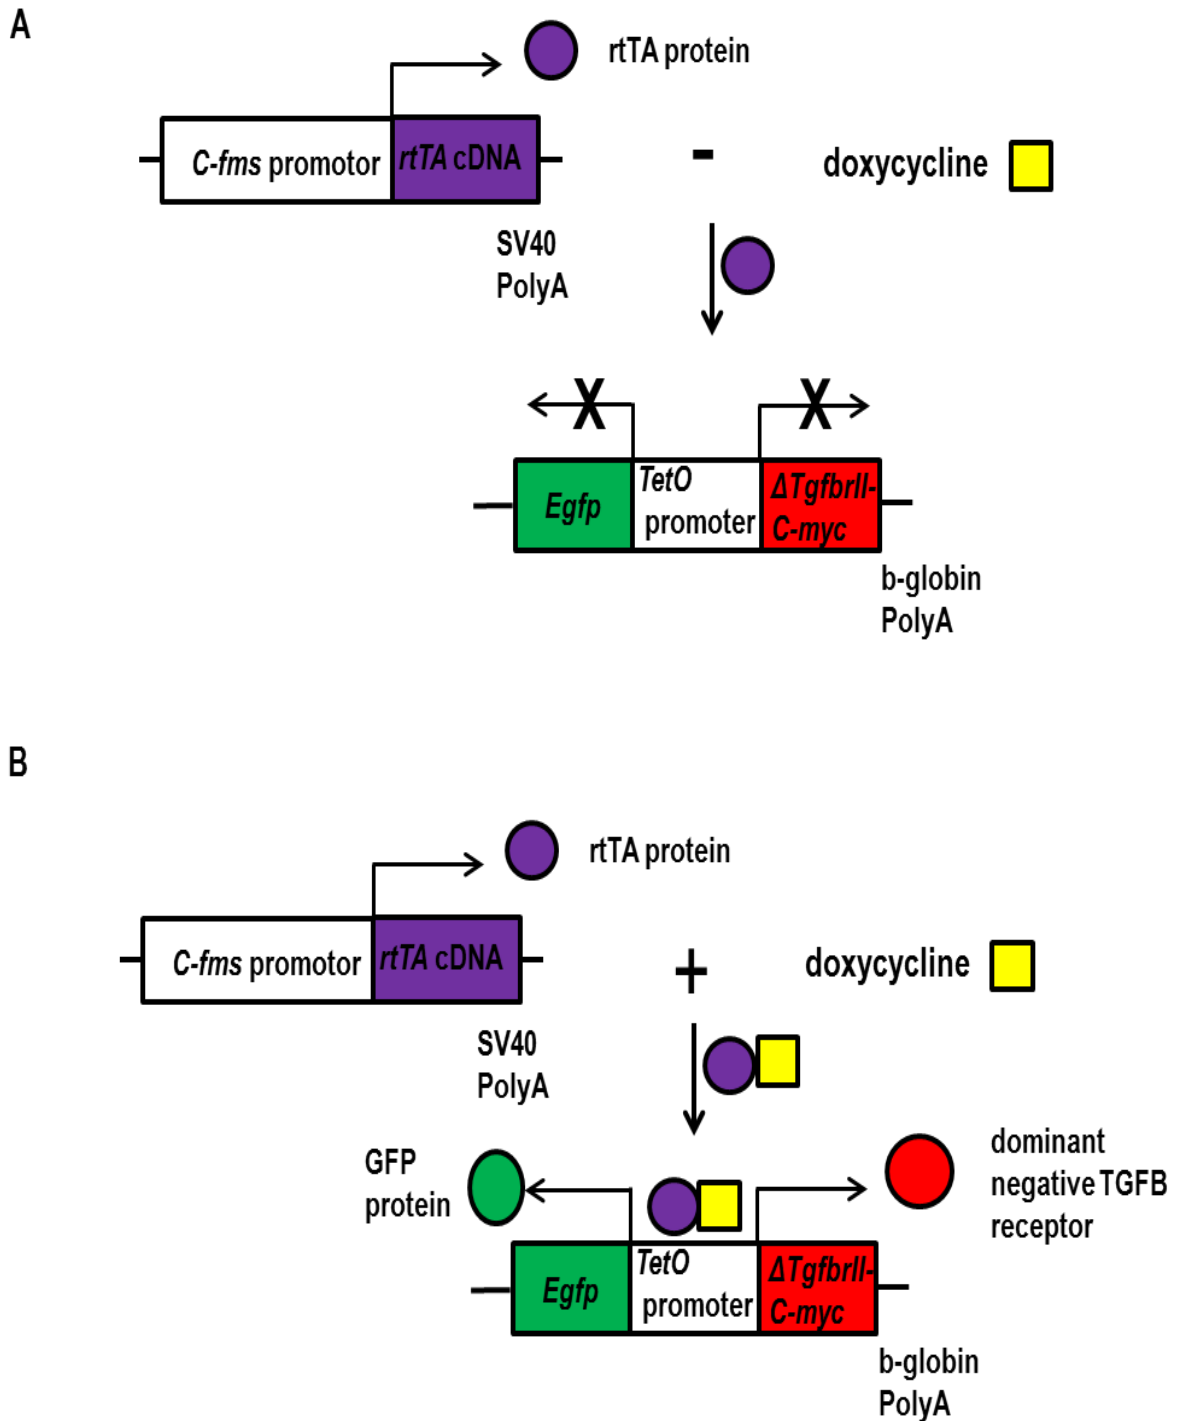 A
rtTA protein
C-fms promotor
rtTA cDNA
-
doxycycline
SV40
PolyA
X
X
Egfp
TetO
promoter
ΔTgfbrII-
C-myc
b-globin
PolyA
B
rtTA protein
C-fms promotor
rtTA cDNA
+
doxycycline
SV40
PolyA
GFP
protein
dominant
negative TGFB
receptor
Egfp
TetO
promoter
ΔTgfbrII-
C-myc
b-globin
PolyA